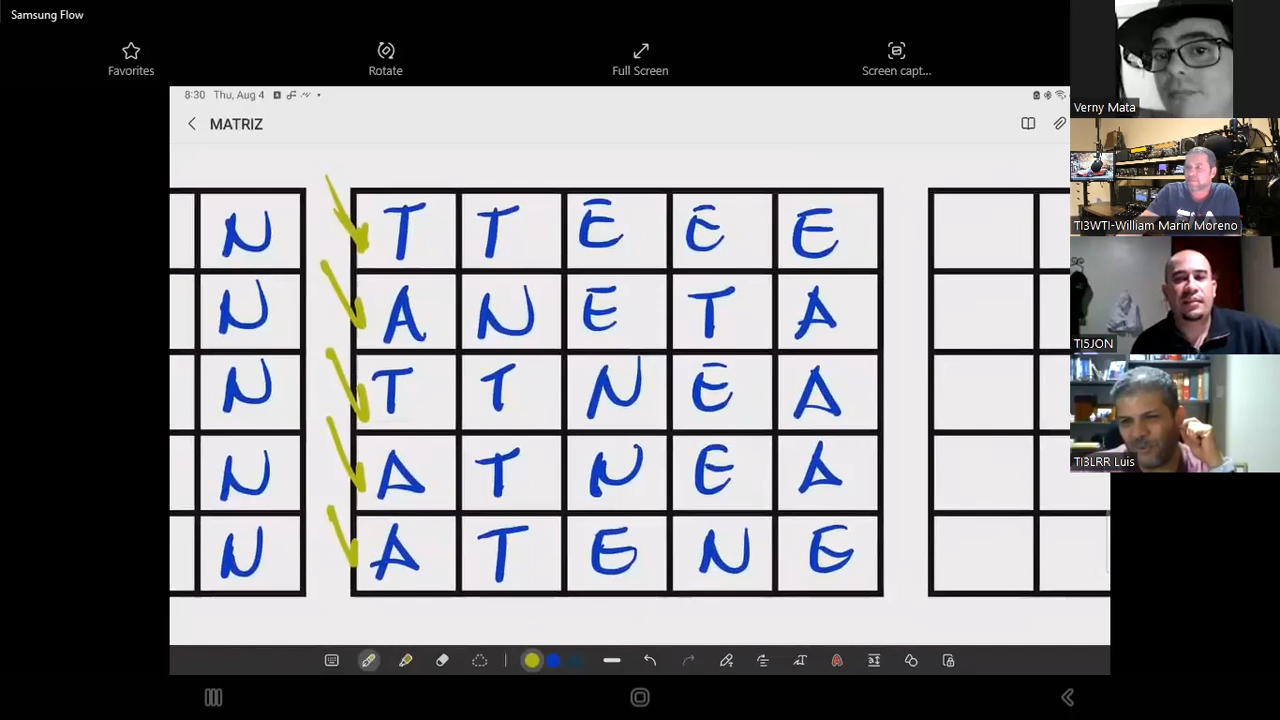 Samsung Flow
Favorites Rotate Full Screen Screen capt...
8:30 Thu, Aug 4
MATRIZ
N T T E E E
N A N E T A
N T T N E A
N A T N E A
N A T E N E
Verny Mata
TI3WTI-William Marin Moreno
TI5JON
TI3LRR Luis